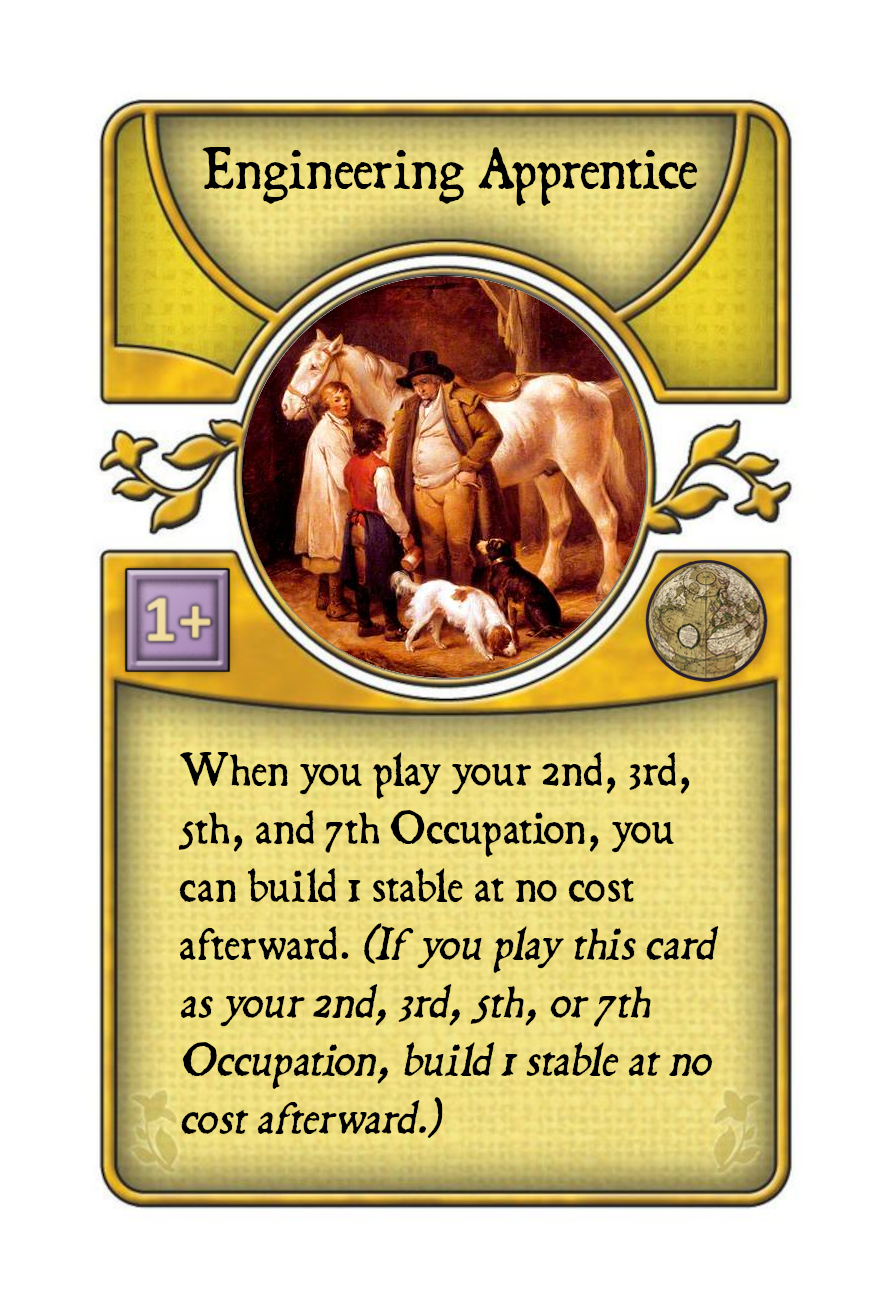 Engineering Apprentice
1+
When you play your 2nd, 3rd,
5th, and 7th Occupation, you
can build 1 stable at no cost
afterward. (If you play this card
as your 2nd, 3rd, 5th, or 7th
Occupation, build 1 stable at no
cost afterward.)